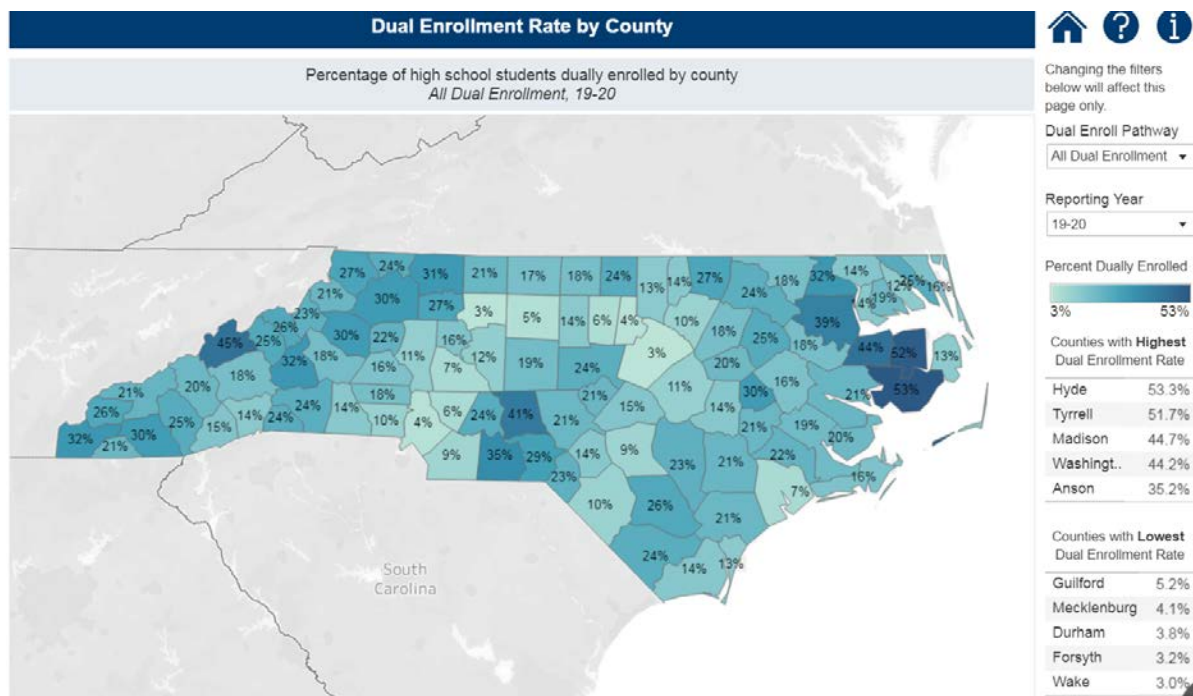 Dual Enrollment Rate by County
Percentage of high school students dually enrolled by county
All Dual Enrollment, 19-20
Changing the filters
below will affect this
page only.
Dual Enroll Pathway
All Dual Enrollment
Reporting Year
19-20
Percent Dually Enrolled
3% 53%
Counties with Highest
Dual Enrollment Rate
Hyde 53.3%
Tyrrell 51.7%
Madison 44.7%
Washingt.. 44.2%
Anson 35.2%
Counties with Lowest
Dual Enrollment Rate
Guilford 5.2%
Mecklenburg 4.1%
Durham 3.8%
Forsyth 3.2%
Wake 3.0%
27% 24% 31% 21% 17% 18% 24% 13% 14% 27% 24% 18% 32% 14% 12% 16%
21% 30% 27% 3% 5% 14% 6% 4% 10% 18% 25% 39% 19%
23% 26% 25% 45% 30% 22% 16% 11% 7% 12% 19% 24% 3% 20% 18% 44% 52% 13%
32% 18% 16% 18% 20% 21% 26% 25% 14% 24% 24% 14% 10% 21% 15% 11% 14% 30% 16% 21% 53%
32% 21% 30% 15% 4% 6% 24% 41% 21% 21% 19% 20%
9% 35% 29% 14% 9% 23% 21% 22% 16%
23% 10% 26% 21% 7%
24% 14% 13%
South
Carolina